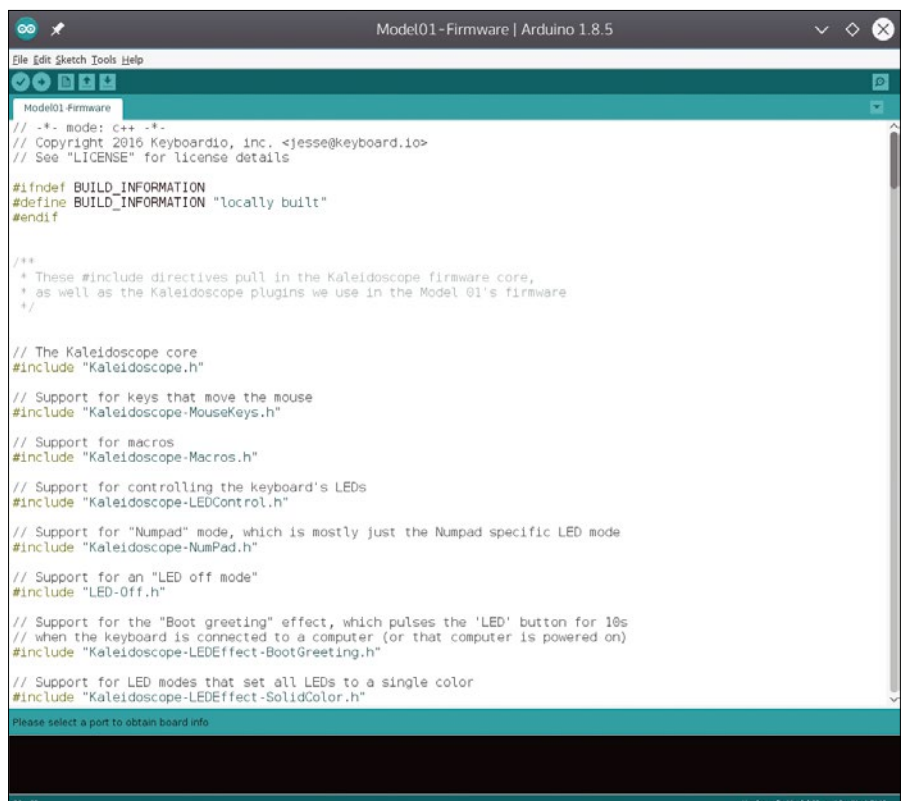 Model01-Firmware | Arduino 1.8.5
File Edit Sketch Tools Help
Model01-Firmware
// -*- mode: c++ -*-
// Copyright 2016 Keyboardio, inc. <jesse@keyboard.io>
// See "LICENSE" for license details
#ifndef BUILD_INFORMATION
#define BUILD_INFORMATION "locally built"
#endif
/**
* These #include directives pull in the Kaleidoscope firmware core,
* as well as the Kaleidoscope plugins we use in the Model 01's firmware
*/
// The Kaleidoscope core
#include "Kaleidoscope.h"
// Support for keys that move the mouse
#include "Kaleidoscope-MouseKeys.h"
// Support for macros
#include "Kaleidoscope-Macros.h"
// Support for controlling the keyboard's LEDs
#include "Kaleidoscope-LEDControl.h"
// Support for "Numpad" mode, which is mostly just the Numpad specific LED mode
#include "Kaleidoscope-NumPad.h"
// Support for an "LED off mode"
#include "LED-Off.h"
// Support for the "Boot greeting" effect, which pulses the 'LED' button for 10s
// when the keyboard is connected to a computer (or that computer is powered on)
#include "Kaleidoscope-LEDEffect-BootGreeting.h"
// Support for LED modes that set all LEDs to a single color
#include "Kaleidoscope-LEDEffect-SolidColor.h"
Please select a port to obtain board info